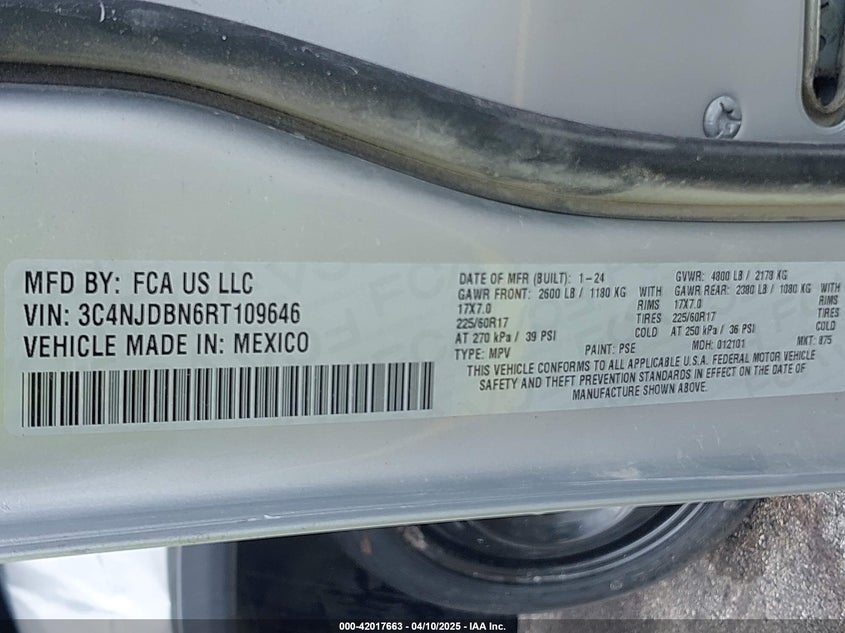 MFD BY: FCA US LLC
VIN: 3C4NJDBN6RT109646
VEHICLE MADE IN: MEXICO
DATE OF MFR (BUILT): 1-24 GVWR: 4800 LB / 2178 KG
GAWR FRONT: 2600 LB / 1180 KG WITH GAWR REAR: 2380 LB / 1080 KG WITH
17X7.0 RIMS 17X7.0 RIMS
225/60R17 TIRES 225/60R17 TIRES
AT 270 kPa / 39 PSI COLD AT 250 kPa / 36 PSI COLD
TYPE: MPV PAINT: PSE MDH: 012101 MKT: 875
THIS VEHICLE CONFORMS TO ALL APPLICABLE U.S.A. FEDERAL MOTOR VEHICLE
SAFETY AND THEFT PREVENTION STANDARDS IN EFFECT ON THE DATE OF
MANUFACTURE SHOWN ABOVE.
000-42017663 - 04/10/2025 - IAA Inc.